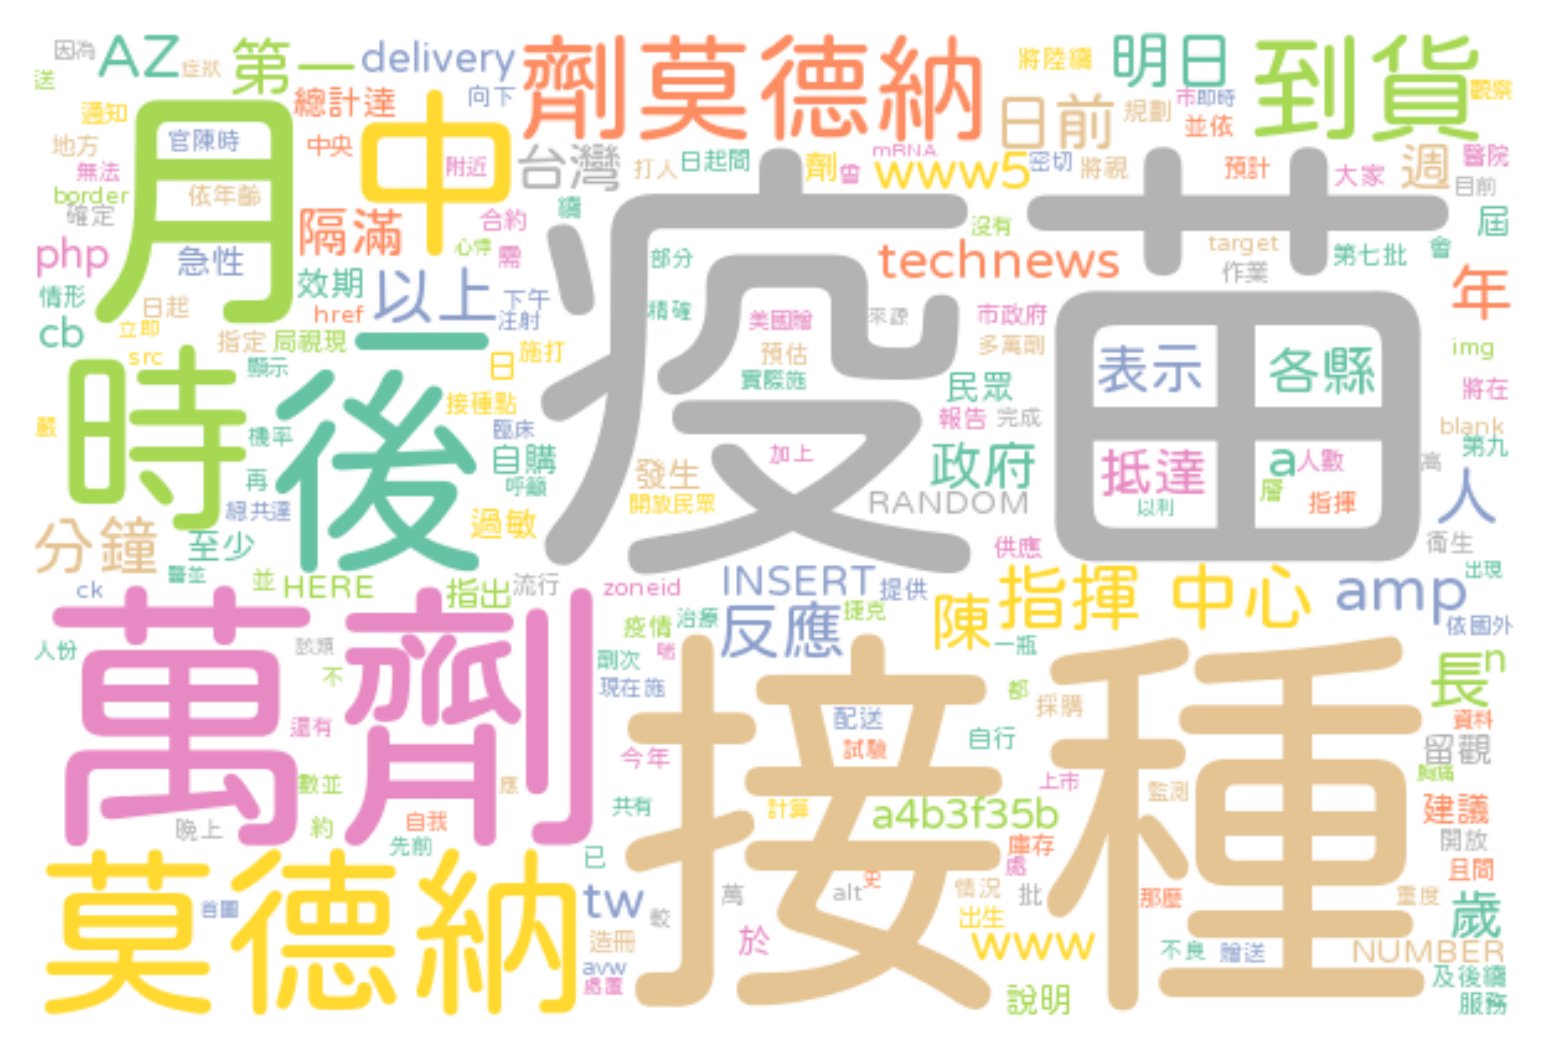 因為
AZ
症狀
第一
delivery
劑莫德納
將陸續
明日
到貨
觀察
送
通知
總計達
向下
日前
規劃
市即時
並依
月
中
官陳時
中央
附近
台灣
打人
日起間
劑
曾
mRNA
www5
密切
將視
預計
大家
週
醫院
目前
地方
無法
border
確定
依年齡
隔滿
合約
續
疫苗
沒有
屆
php
急性
心悸
需
部分
technews
target
作業
第七批
會
情形
日起
效期
以上
下午
注射
精確
美國贈
來源
市政府
年
cb
立即
href
指定
局視現
一
日
施打
預估
多萬劑
表示
各縣
img
src
顯示
實際施
民眾
將在
時
後
接種點
報告
完成
嚴
機率
臨床
自購
呼籲
加上
政府
抵達
a
人數
高
blank
第九
再
總共達
發生
開放民眾
RANDOM
以利
層
指揮
人
分鐘
至少
過敏
供應
衛生
ck
醫並
並
HERE
指出
流行
zoneid
INSERT
提供
指揮 中心
amp
出現
萬劑
疫情
治療
反應
捷克
陳
一瓶
依國外
人份
該類
不
劑次
現在施
接種
都
採購
長
n
還有
今年
配送
試驗
自行
資料
留觀
數並
應
共有
計算
上市
監測
胸痛
晚上
約
自我
先前
a4b3f35b
庫存
處
建議
開放
莫德納
已
tw
較
萬
alt
史
情況
批
那麼
且間
重度
歲
首圖
造冊
於
出生
www
不良
贈送
NUMBER
avw
處置
說明
及後續
服務